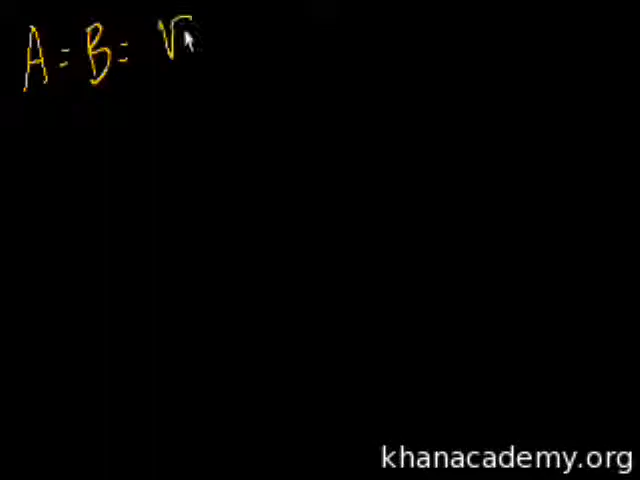 A = B = √
khanacademy.org